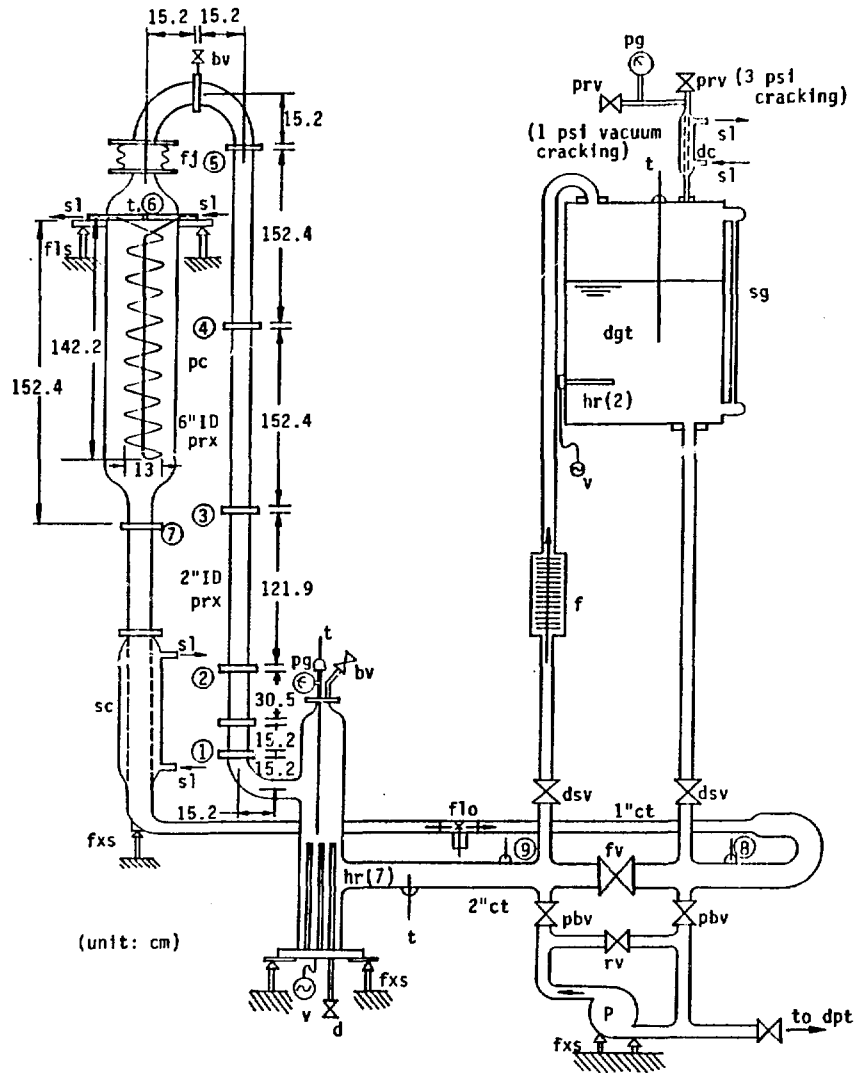 15.2
15.2
bv
pg
prv
prv (3 psi
cracking)
15.2
(1 psi vacuum
cracking)
sl
dc
sl
fj
⑤
t
sl
t.
⑥
sl
fls
152.4
sg
④
dgt
142.2
pc
152.4
152.4
hr(2)
6"ID
prx
13
v
③
⑦
2"ID
prx
121.9
f
t
pg
bv
sl
②
sc
30.5
15.2
①
15.2
sl
15.2
dsv
dsv
flo
1"ct
fxs
⑨
fv
⑧
hr(7)
2"ct
pbv
pbv
t
(unit: cm)
rv
fxs
v
d
P
to dpt
fxs